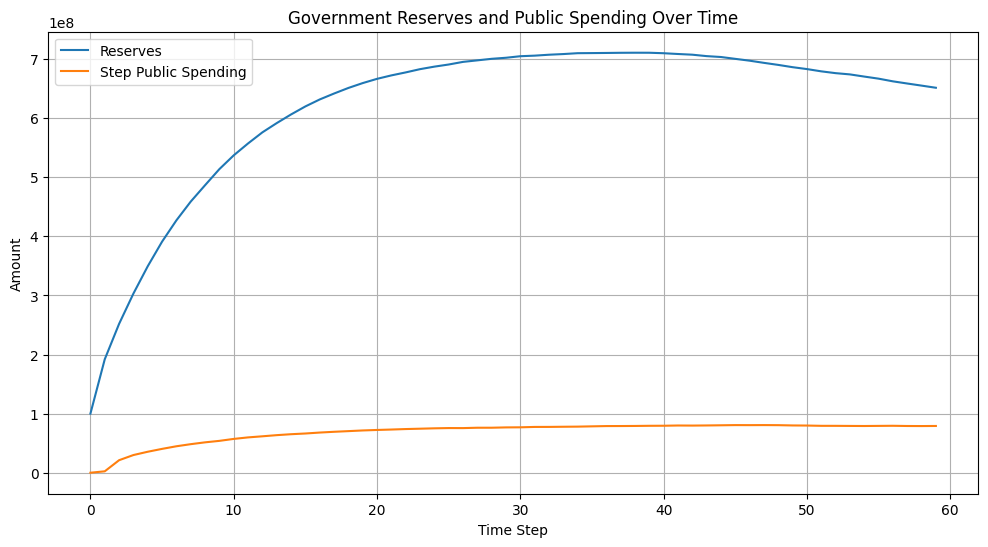 Government Reserves and Public Spending Over Time
1e8
Reserves
Step Public Spending
7
6
5
4
3
2
1
0
Amount
0 10 20 30 40 50 60
Time Step